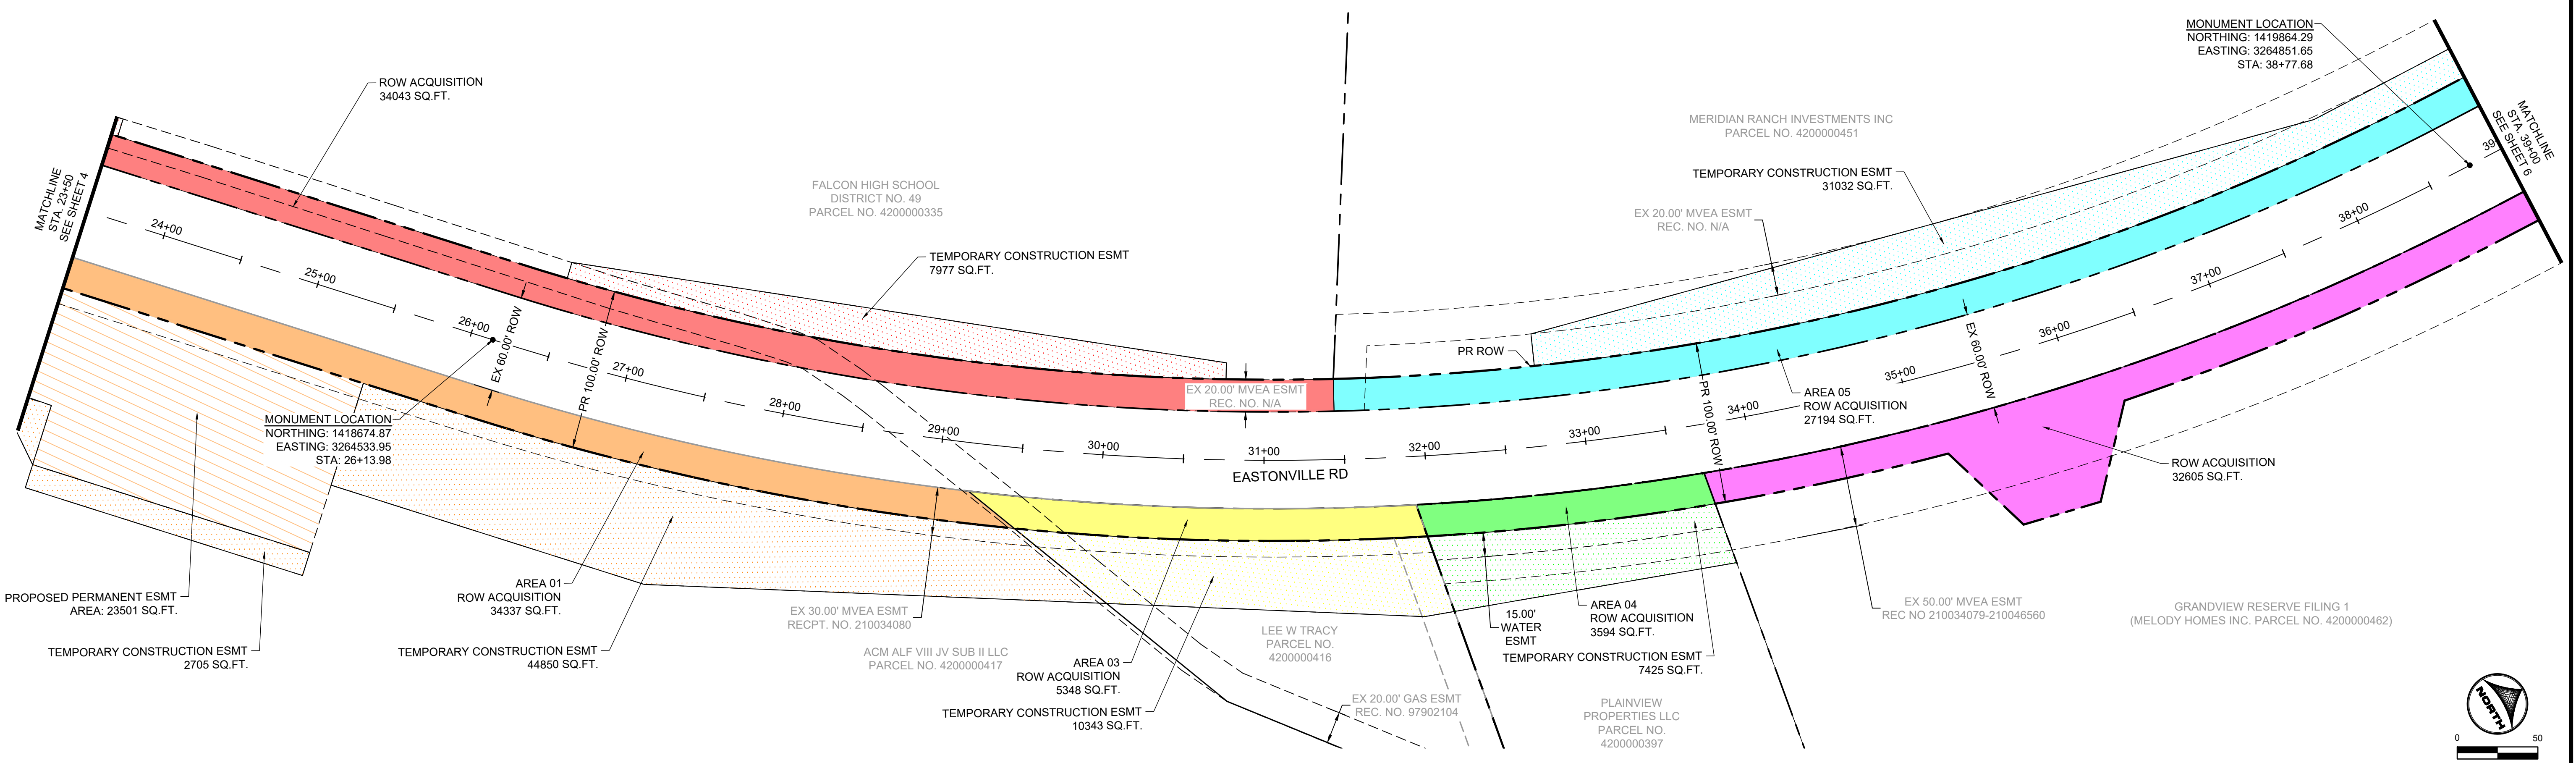 MONUMENT LOCATION
NORTHING: 1419864.29
EASTING: 3264851.65
STA: 38+77.68
ROW ACQUISITION
34043 SQ.FT.
MATCHLINE
STA. 23+50
SEE SHEET 4
MATCHLINE
STA. 39+00
SEE SHEET 6
FALCON HIGH SCHOOL
DISTRICT NO. 49
PARCEL NO. 4200000335
MERIDIAN RANCH INVESTMENTS INC
PARCEL NO. 4200000451
TEMPORARY CONSTRUCTION ESMT
31032 SQ.FT.
EX 20.00' MVEA ESMT
REC. NO. N/A
TEMPORARY CONSTRUCTION ESMT
7977 SQ.FT.
24+00
25+00
26+00
27+00
28+00
29+00
30+00
31+00
32+00
33+00
34+00
35+00
36+00
37+00
38+00
39
EX 60.00' ROW
PR 100.00' ROW
EX 20.00' MVEA ESMT
REC. NO. N/A
PR ROW
PR 100.00' ROW
EX 60.00' ROW
AREA 05
ROW ACQUISITION
27194 SQ.FT.
EASTONVILLE RD
MONUMENT LOCATION
NORTHING: 1418674.87
EASTING: 3264533.95
STA: 26+13.98
ROW ACQUISITION
32605 SQ.FT.
PROPOSED PERMANENT ESMT
AREA: 23501 SQ.FT.
TEMPORARY CONSTRUCTION ESMT
2705 SQ.FT.
AREA 01
ROW ACQUISITION
34337 SQ.FT.
TEMPORARY CONSTRUCTION ESMT
44850 SQ.FT.
EX 30.00' MVEA ESMT
RECPT. NO. 210034080
ACM ALF VIII JV SUB II LLC
PARCEL NO. 4200000417
AREA 03
ROW ACQUISITION
5348 SQ.FT.
TEMPORARY CONSTRUCTION ESMT
10343 SQ.FT.
LEE W TRACY
PARCEL NO.
4200000416
EX 20.00' GAS ESMT
REC. NO. 97902104
15.00'
WATER
ESMT
AREA 04
ROW ACQUISITION
3594 SQ.FT.
TEMPORARY CONSTRUCTION ESMT
7425 SQ.FT.
PLAINVIEW
PROPERTIES LLC
PARCEL NO.
4200000397
EX 50.00' MVEA ESMT
REC NO 210034079-210046560
GRANDVIEW RESERVE FILING 1
(MELODY HOMES INC. PARCEL NO. 4200000462)
NORTH
0 50